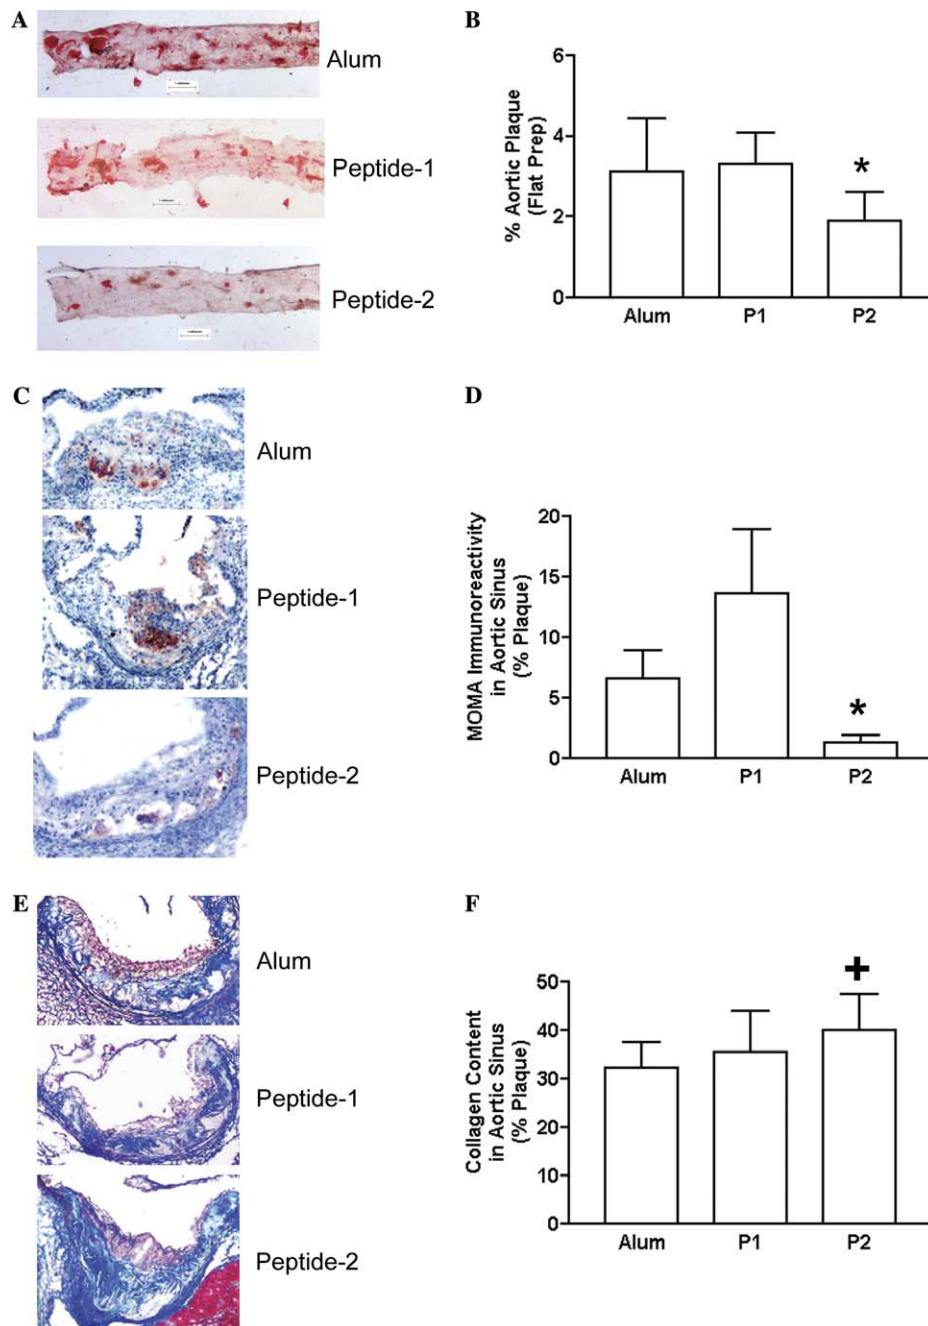 A
Alum
Peptide-1
Peptide-2
B
% Aortic Plaque
(Flat Prep)
6
4
2
0
*
Alum P1 P2
C
Alum
Peptide-1
Peptide-2
D
MOMA Immunoreactivity
in Aortic Sinus
(% Plaque)
20
15
10
5
0
*
Alum P1 P2
E
Alum
Peptide-1
Peptide-2
F
Collagen Content
in Aortic Sinus
(% Plaque)
50
40
30
20
10
0
+
Alum P1 P2